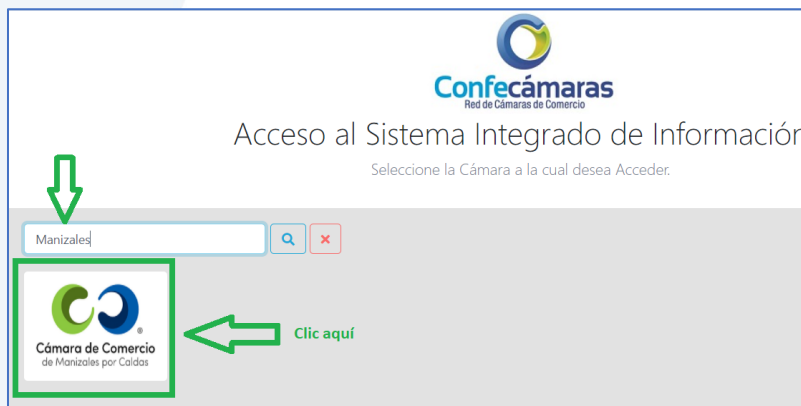 Confecámaras
Red de Cámaras de Comercio
Acceso al Sistema Integrado de Información
Seleccione la Cámara a la cual desea Acceder.
Manizales
Cámara de Comercio
de Manizales por Caldas
Clic aquí